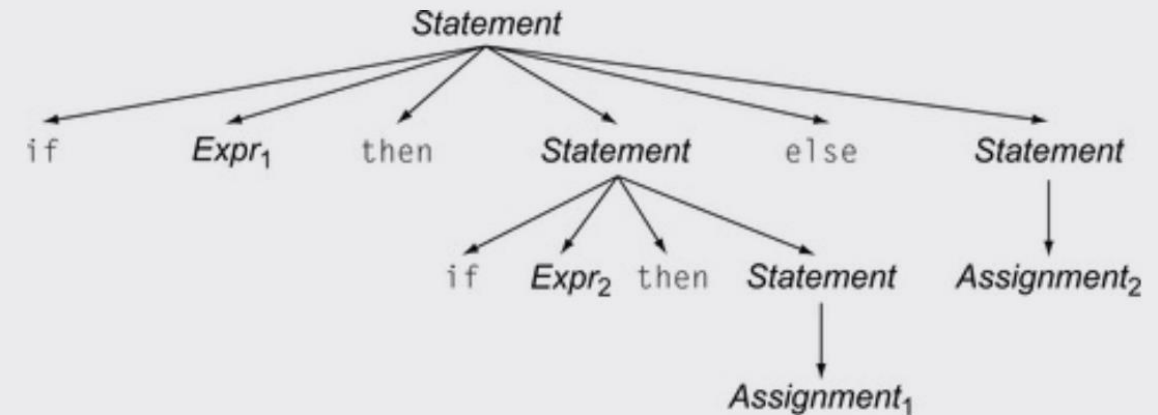 Statement
if Expr₁ then Statement else Statement
if Expr₂ then Statement Assignment₂
Assignment₁